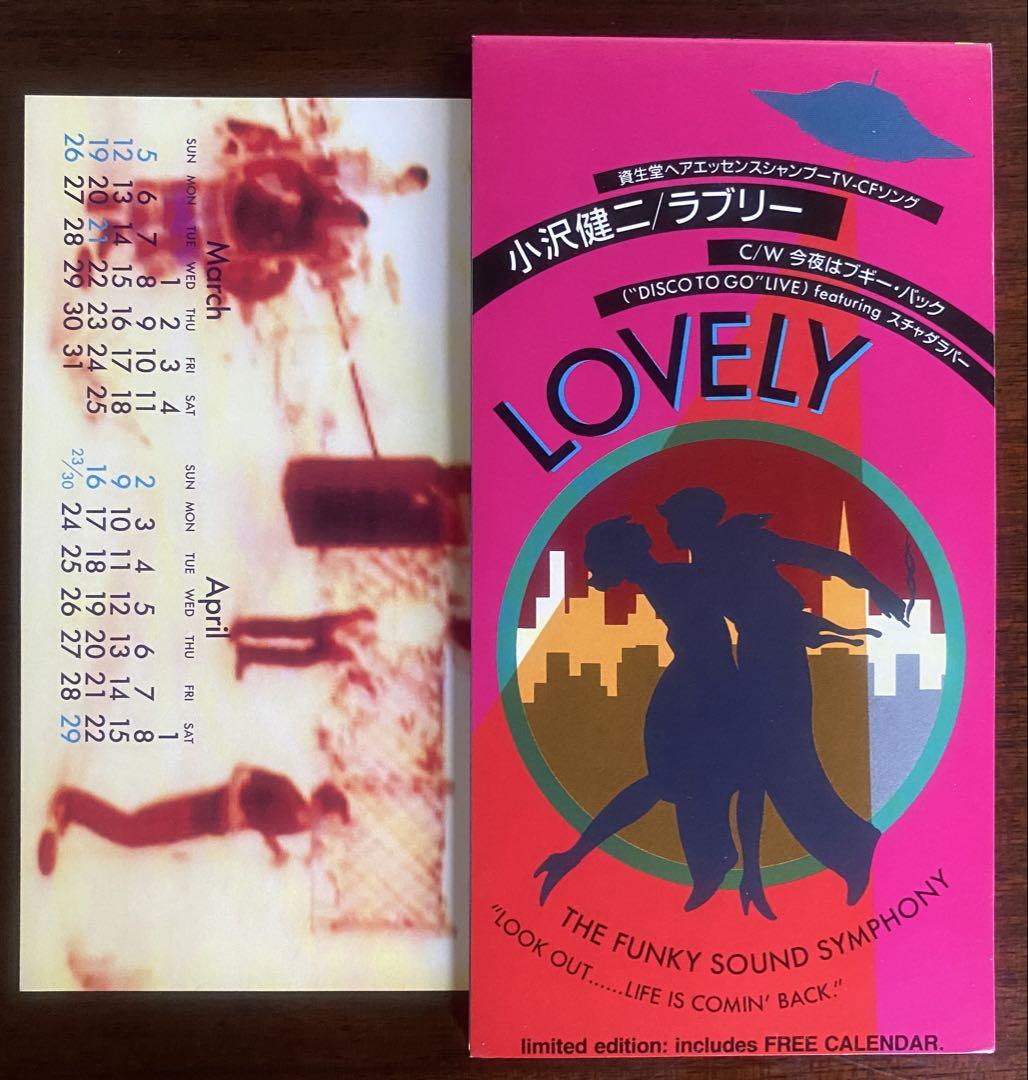 March
SUN MON TUE WED THU FRI SAT
1 2 3 4
5 6 7 8 9 10 11
12 13 14 15 16 17 18
19 20 21 22 23 24 25
26 27 28 29 30 31
April
SUN MON TUE WED THU FRI SAT
1
2 3 4 5 6 7 8
9 10 11 12 13 14 15
16 17 18 19 20 21 22
23/30 24 25 26 27 28 29
資生堂ヘアエッセンスシャンプーTV-CFソング
小沢健二/ラブリー
C/W 今夜はブギー・バック
("DISCO TO GO"LIVE) featuring スチャダラパー
LOVELY
THE FUNKY SOUND SYMPHONY
"LOOK OUT......LIFE IS COMIN' BACK."
limited edition: includes FREE CALENDAR.